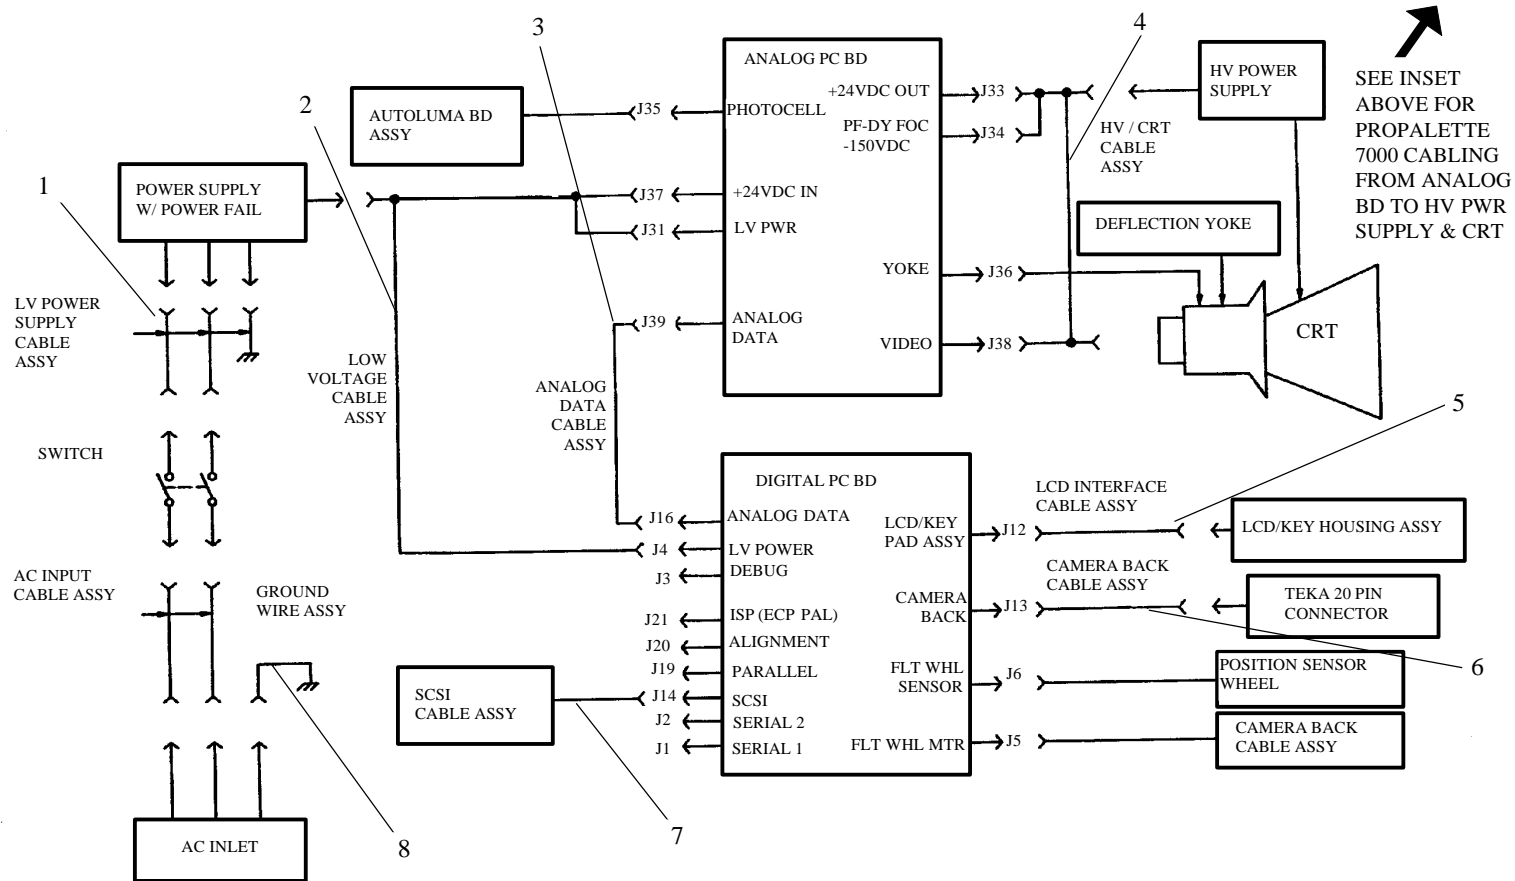 3
4
ANALOG PC BD
+24VDC OUT
PHOTOCELL
PF-DY FOC
-150VDC
+24VDC IN
LV PWR
YOKE
ANALOG
DATA
VIDEO
J33
J34
J36
J38
J35
J37
J31
J39
HV POWER
SUPPLY
HV / CRT
CABLE
ASSY
SEE INSET
ABOVE FOR
PROPALETTE
7000 CABLING
FROM ANALOG
BD TO HV PWR
SUPPLY & CRT
DEFLECTION YOKE
CRT
2
AUTOLUMA BD
ASSY
1
POWER SUPPLY
W/ POWER FAIL
LV POWER
SUPPLY
CABLE
ASSY
LOW
VOLTAGE
CABLE
ASSY
ANALOG
DATA
CABLE
ASSY
SWITCH
AC INPUT
CABLE ASSY
GROUND
WIRE ASSY
DIGITAL PC BD
ANALOG DATA
LV POWER
DEBUG
ISP (ECP PAL)
ALIGNMENT
PARALLEL
SCSI
SERIAL 2
SERIAL 1
J16
J4
J3
J21
J20
J19
J14
J2
J1
LCD/KEY
PAD ASSY
CAMERA
BACK
FLT WHL
SENSOR
FLT WHL MTR
J12
J13
J6
J5
LCD INTERFACE
CABLE ASSY
5
LCD/KEY HOUSING ASSY
CAMERA BACK
CABLE ASSY
TEKA 20 PIN
CONNECTOR
6
POSITION SENSOR
WHEEL
CAMERA BACK
CABLE ASSY
SCSI
CABLE ASSY
7
8
AC INLET